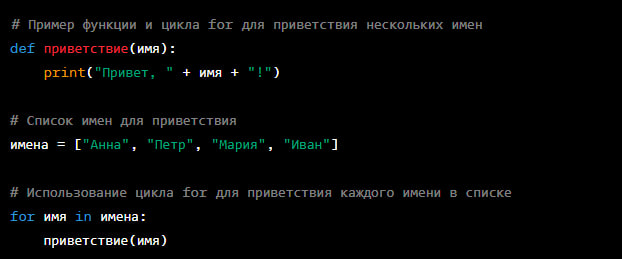 # Пример функции и цикла for для приветствия нескольких имен
def приветствие(имя):
    print("Привет, " + имя + "!")
# Список имен для приветствия
имена = ["Анна", "Петр", "Мария", "Иван"]
# Использование цикла for для приветствия каждого имени в списке
for имя in имена:
    приветствие(имя)